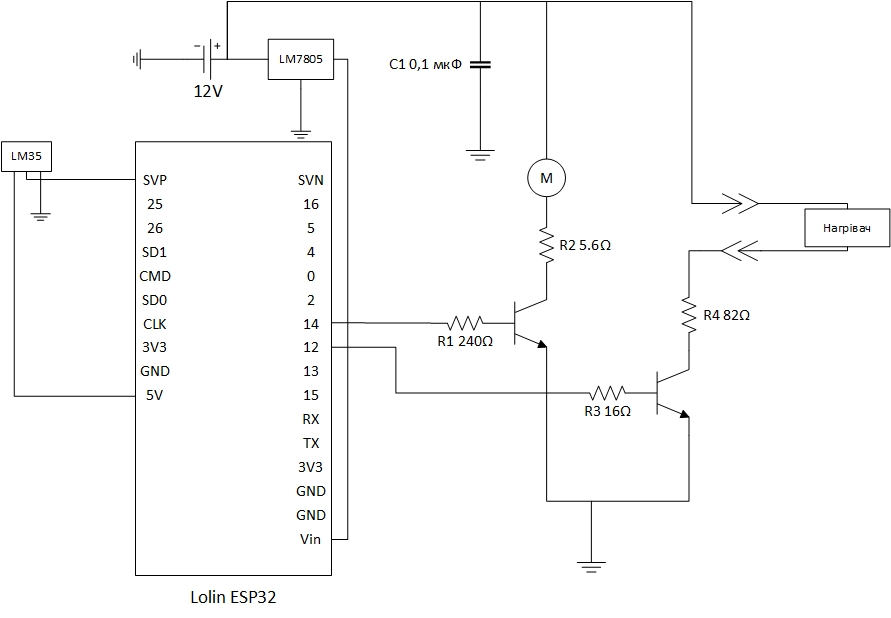 − +
LM7805
12V
C1 0,1 мкФ
LM35
SVP SVN
25 16
26 5
SD1 4
CMD 0
SD0 2
CLK 14
3V3 12
GND 13
5V 15
RX
TX
3V3
GND
GND
Vin
Lolin ESP32
M
R2 5.6Ω
R1 240Ω
Нагрівач
R4 82Ω
R3 16Ω